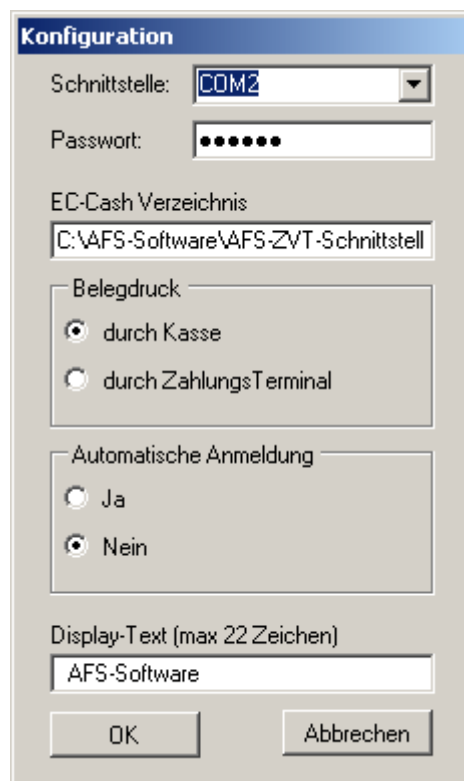 Konfiguration
Schnittstelle: COM2
Passwort: ●●●●●●
EC-Cash Verzeichnis
C:\AFS-Software\AFS-ZVT-Schnittstell
Belegdruck
durch Kasse
durch ZahlungsTerminal
Automatische Anmeldung
Ja
Nein
Display-Text (max 22 Zeichen)
AFS-Software
OK Abbrechen